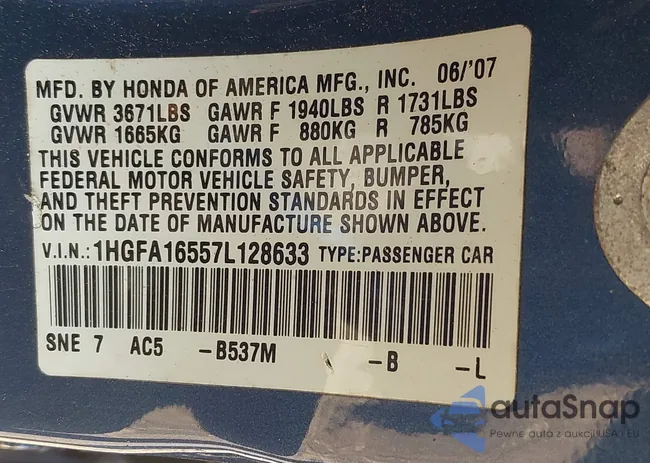 MFD. BY HONDA OF AMERICA MFG., INC. 06/'07
GVWR 3671LBS GAWR F 1940LBS R 1731LBS
GVWR 1665KG GAWR F 880KG R 785KG
THIS VEHICLE CONFORMS TO ALL APPLICABLE
FEDERAL MOTOR VEHICLE SAFETY, BUMPER,
AND THEFT PREVENTION STANDARDS IN EFFECT
ON THE DATE OF MANUFACTURE SHOWN ABOVE.
V.I.N.: 1HGFA16557L128633 TYPE:PASSENGER CAR
SNE 7 AC5 -B537M -B -L
autaSnap
Pewne auta z aukcji USA i EU